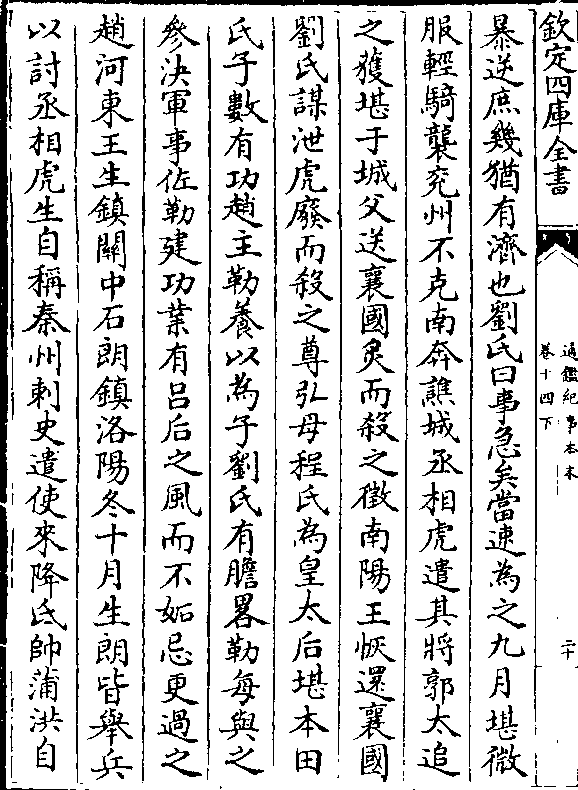 欽定四庫全書
通鑑紀事本末
卷十四下
二十
暴逆庶幾猶有濟也劉氏曰事急矣當速為之九月堪微
服輕騎襲兖州不克南奔譙城丞相虎遣其將郭太追
之獲堪于城父送襄國炙而殺之徵南陽王恢還襄國
劉氏謀泄虎廢而殺之尊弘母程氏為皇太后堪本田
氏子數有功趙主勒養以為子劉氏有膽畧勒每與之
參決軍事佐勒建功業有吕后之風而不妬忌更過之
趙河東王生鎮關中石朗鎮洛陽冬十月生朗皆舉兵
以討丞相虎生自稱秦州刺史遣使來降氐帥蒲洪自